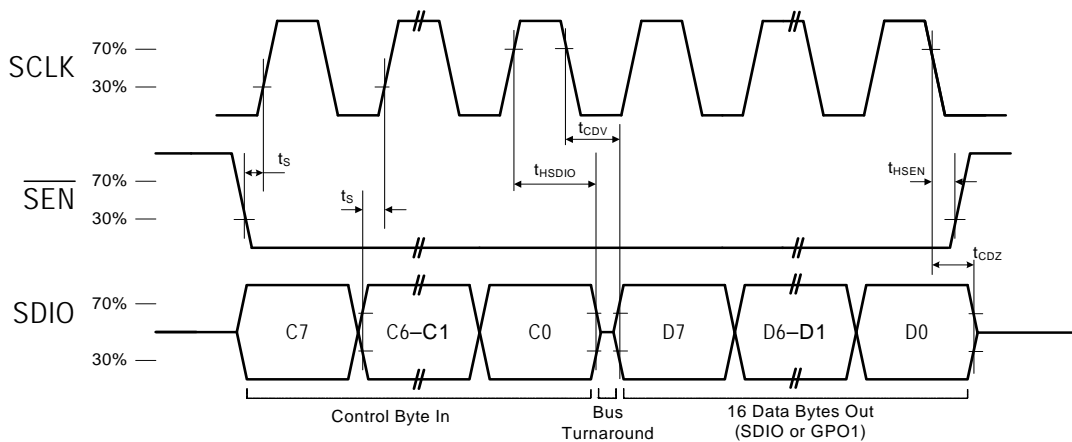 SCLK
70%
30%
tCDV
SEN
70%
30%
tS
tS
tHSDIO
tHSEN
tCDZ
SDIO
70%
30%
C7
C6–C1
C0
D7
D6–D1
D0
Control Byte In
Bus
Turnaround
16 Data Bytes Out
(SDIO or GPO1)